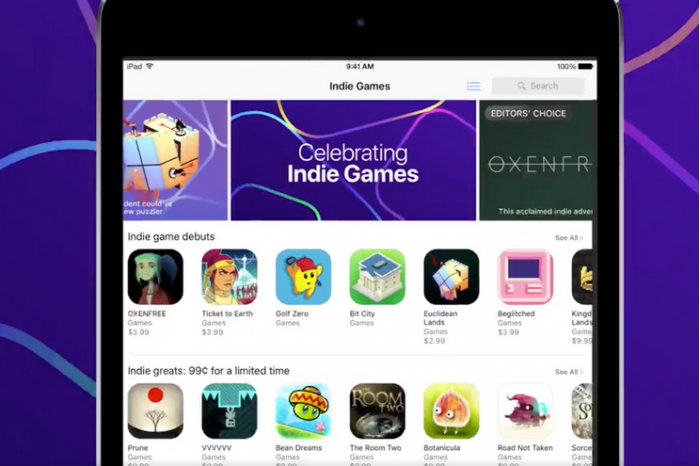 iPad
9:41 AM
100%
Indie Games
Search
dent could've
ew puzzler.
Celebrating
Indie Games
EDITORS' CHOICE
OXENFR
This acclaimed indie adver
Indie game debuts
See All >
OXENFREE
Games
$3.99
Ticket to Earth
Games
$3.99
Golf Zero
Games
Bit City
Games
Euclidean
Lands
Games
$2.99
Beglitched
Games
$3.99
Kingd
Lands
Games
$9.99
Indie greats: 99¢ for a limited time
See All >
THE
ROOM
TWO
Prune
Games
VVVVVV
Games
Bean Dreams
Games
The Room Two
Games
Botanicula
Games
Road Not Taken
Games
Sorce
Games